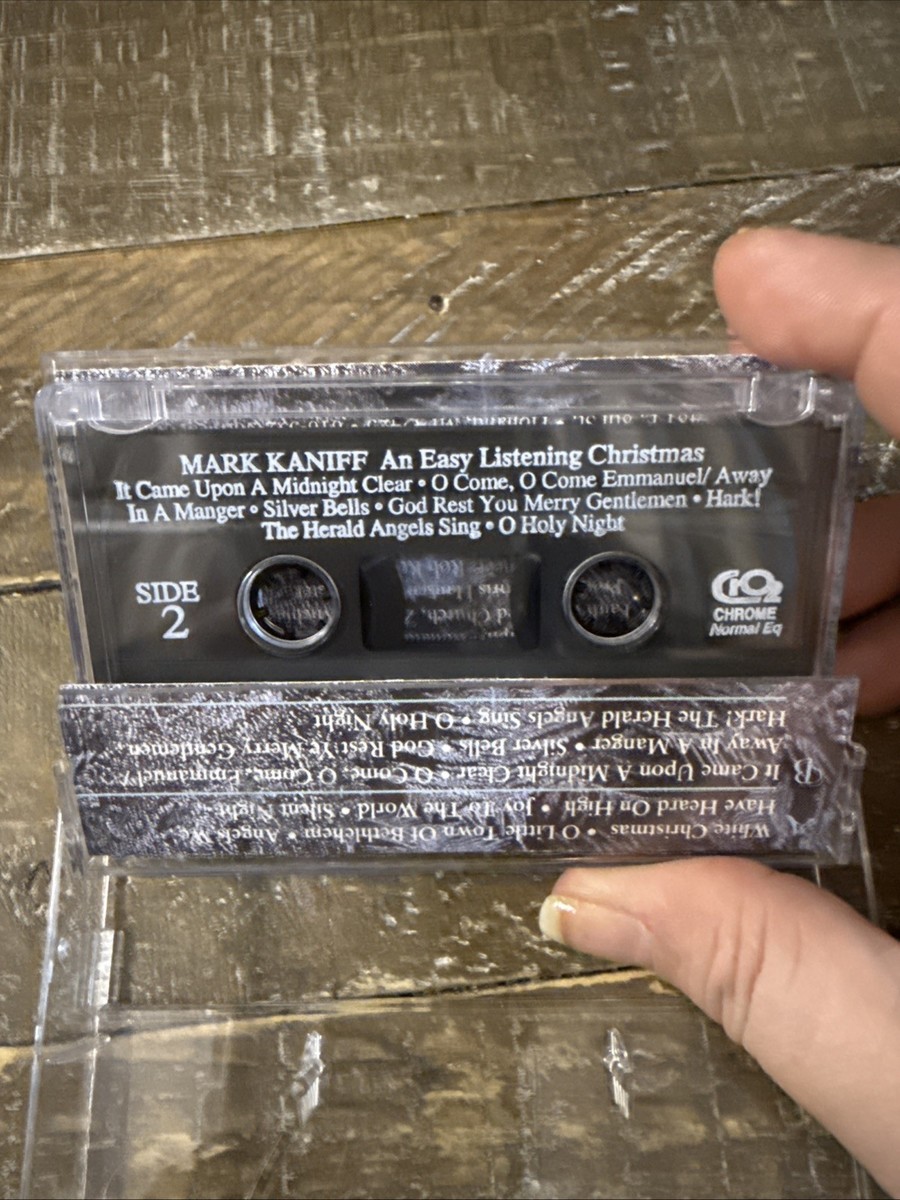 MARK KANIFF An Easy Listening Christmas
It Came Upon A Midnight Clear • O Come, O Come Emmanuel/ Away
In A Manger • Silver Bells • God Rest You Merry Gentlemen • Hark!
The Herald Angels Sing • O Holy Night
SIDE
2
CrO2
CHROME
Normal Eq
White Christmas • O Little Town Of Bethlehem • Angels We
Have Heard On High • Joy To The World • Silent Night
B It Came Upon A Midnight Clear • O Come, O Come, Emmanuel/
Away In A Manger • Silver Bells • God Rest Ye Merry Gentlemen
Hark! The Herald Angels Sing • O Holy Night